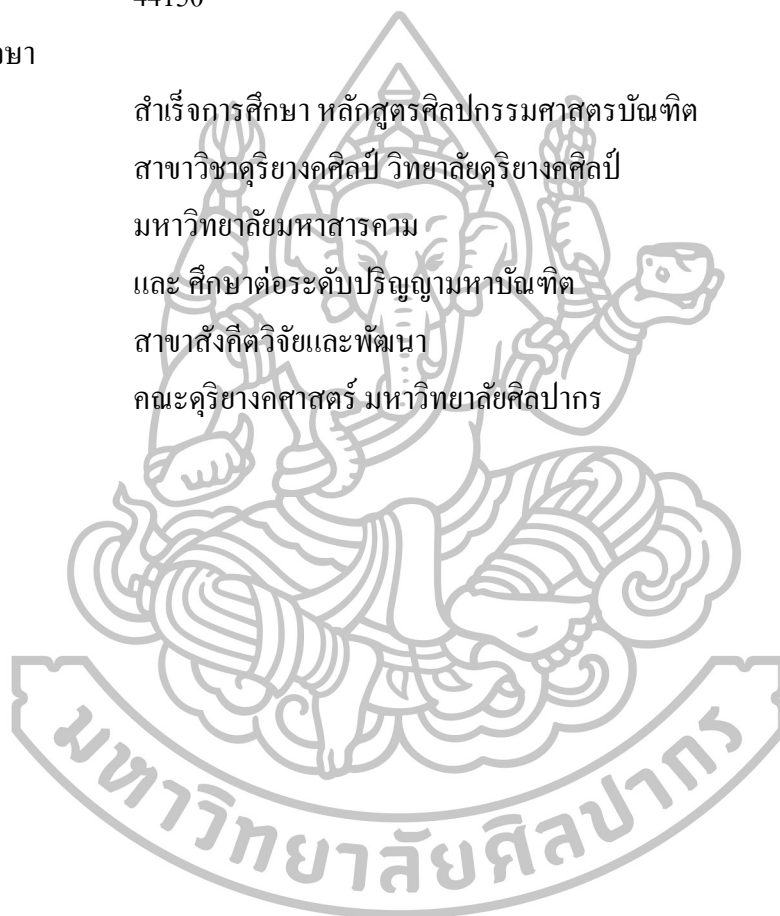 44150
สำเร็จการศึกษา หลักสูตรศิลปกรรมศาสตรบัณฑิต
สาขาวิชาดุริยางคศิลป์ วิทยาลัยดุริยางคศิลป์
มหาวิทยาลัยมหาสารคาม
และ ศึกษาต่อระดับปริญญามหาบัณฑิต
สาขาสังคีตวิจัยและพัฒนา
คณะดุริยางคศาสตร์ มหาวิทยาลัยศิลปากร
มหาวิทยาลัยศิลปากร